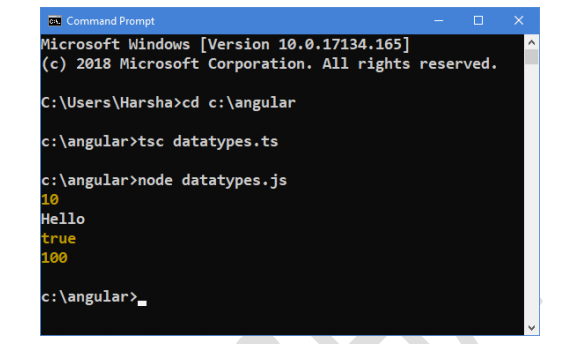 Command Prompt
Microsoft Windows [Version 10.0.17134.165]
(c) 2018 Microsoft Corporation. All rights reserved.
C:\Users\Harsha>cd c:\angular
c:\angular>tsc datatypes.ts
c:\angular>node datatypes.js
10
Hello
true
100
c:\angular>